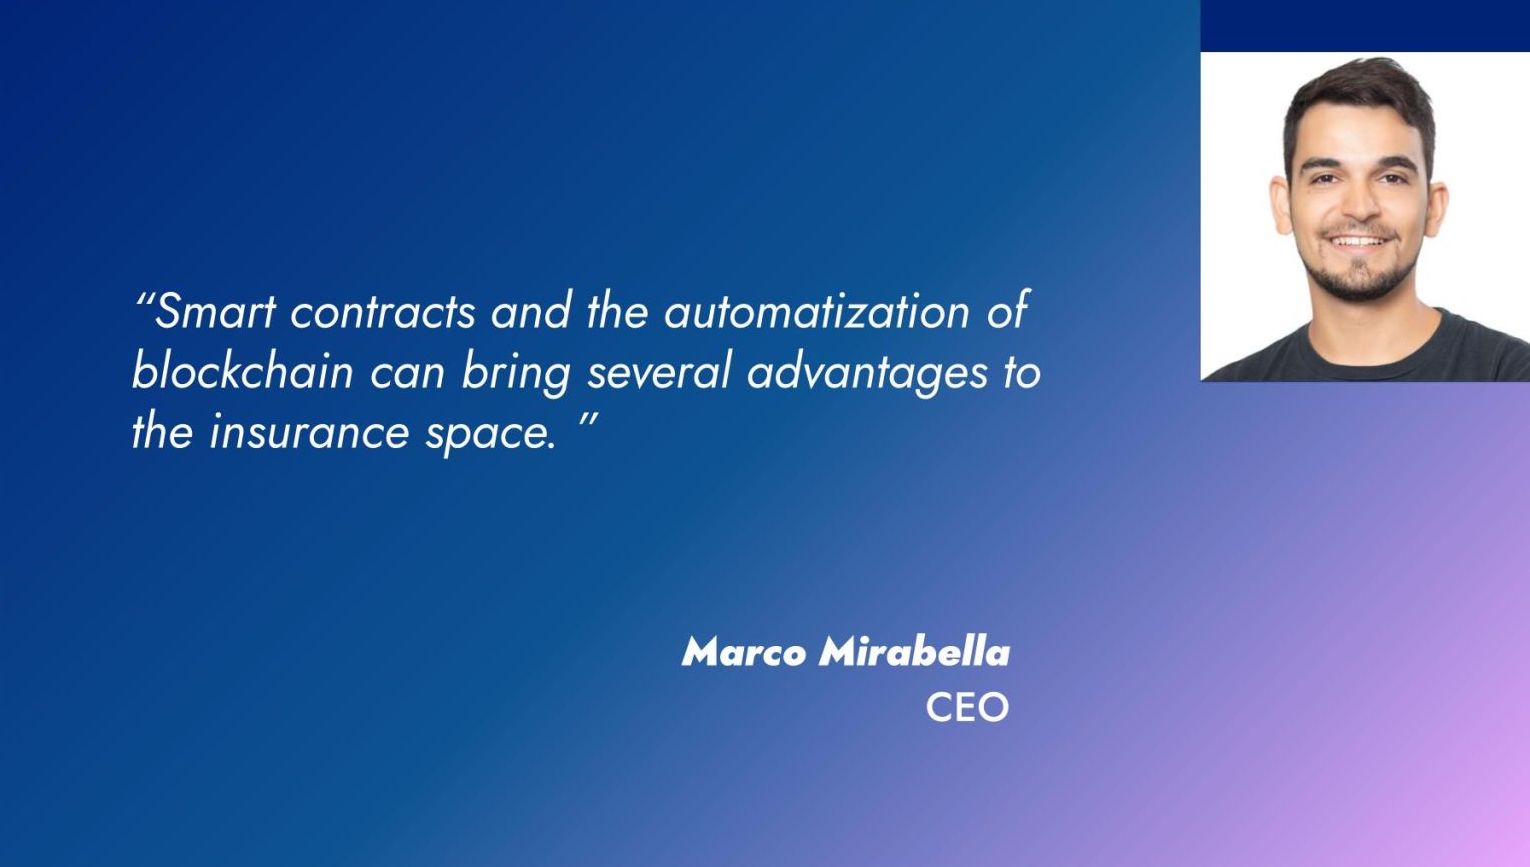 “Smart contracts and the automatization of
blockchain can bring several advantages to
the insurance space. ”
Marco Mirabella
CEO